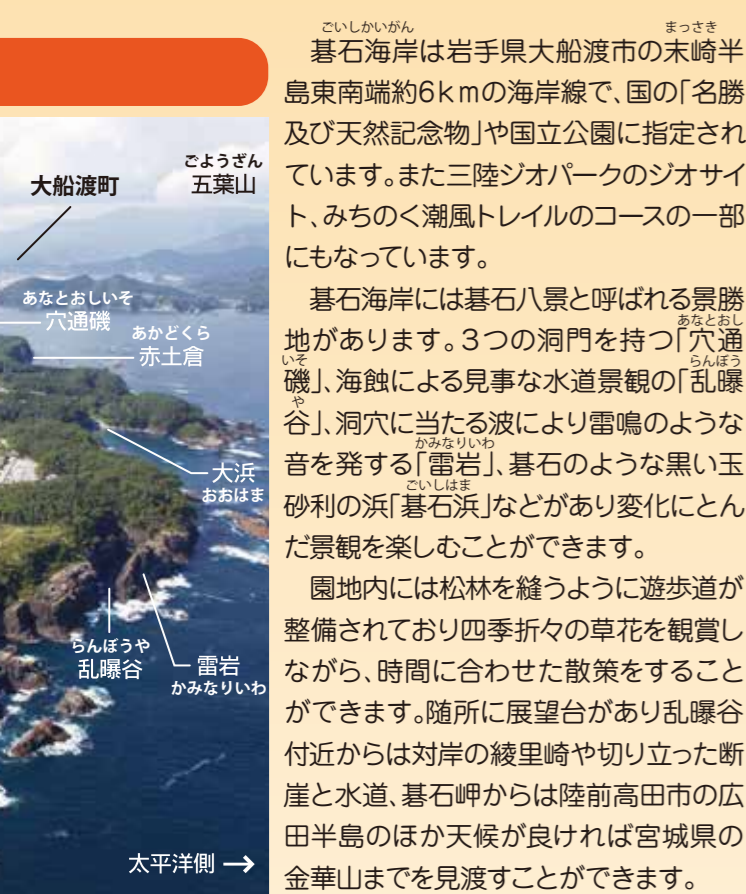 ごいしかいがん
まっさき
碁石海岸は岩手県大船渡市の末崎半
島東南端約6kmの海岸線で、国の「名勝
及び天然記念物」や国立公園に指定され
ています。また三陸ジオパークのジオサイ
ト、みちのく潮風トレイルのコースの一部
にもなっています。
碁石海岸には碁石八景と呼ばれる景勝
あなとおし
地があります。3つの洞門を持つ「穴通
いそ
らんぼう
磯」、海蝕による見事な水道景観の「乱曝
や
谷」、洞穴に当たる波により雷鳴のような
かみなりいわ
音を発する「雷岩」、碁石のような黒い玉
ごいしはま
砂利の浜「碁石浜」などがあり変化にとん
だ景観を楽しむことができます。
園地内には松林を縫うように遊歩道が
整備されており四季折々の草花を観賞し
ながら、時間に合わせた散策をすること
ができます。随所に展望台があり乱曝谷
付近からは対岸の綾里崎や切り立った断
崖と水道、碁石岬からは陸前高田市の広
田半島のほか天候が良ければ宮城県の
金華山までを見渡すことができます。
大船渡町
ごようざん
五葉山
あなとおしいそ
穴通磯
あかどくら
赤土倉
大浜
おおはま
らんぼうや
乱曝谷
雷岩
かみなりいわ
太平洋側 →